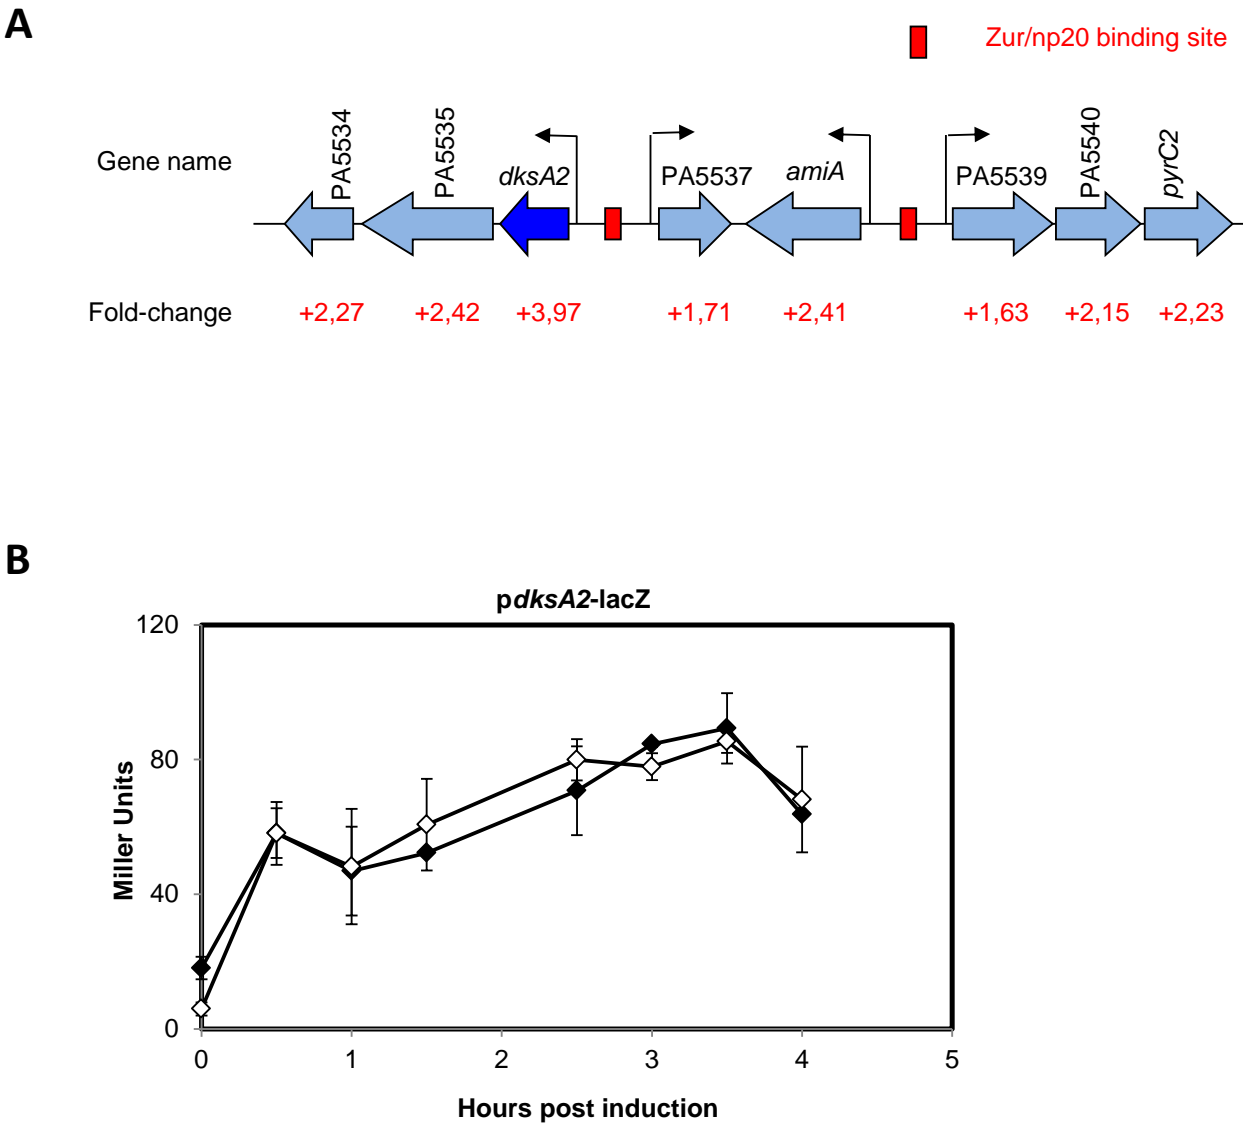 A
Zur/np20 binding site
Gene name
PA5534
PA5535
dksA2
PA5537
amiA
PA5539
PA5540
pyrC2
Fold-change
+2,27 +2,42 +3,97 +1,71 +2,41 +1,63 +2,15 +2,23
B
pdksA2-lacZ
120
80
40
0
Miller Units
0 1 2 3 4 5
Hours post induction